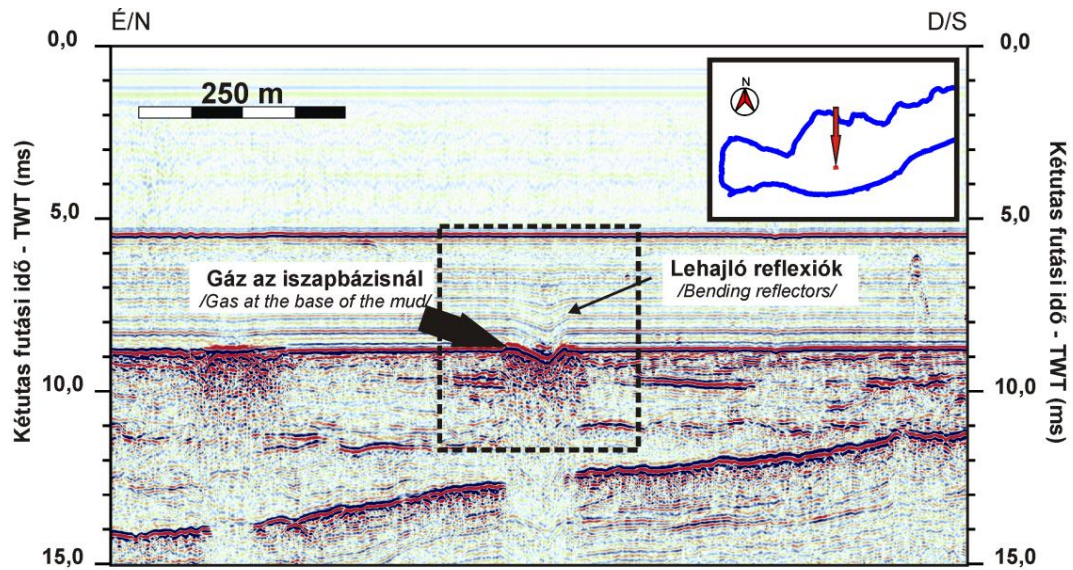 É/N
D/S
0,0
0,0
250 m
N
5,0
5,0
Gáz az iszapbázisnál
/Gas at the base of the mud/
Lehajló reflexiók
/Bending reflectors/
10,0
10,0
15,0
15,0
Kétutas futási idő - TWT (ms)
Kétutas futási idő - TWT (ms)